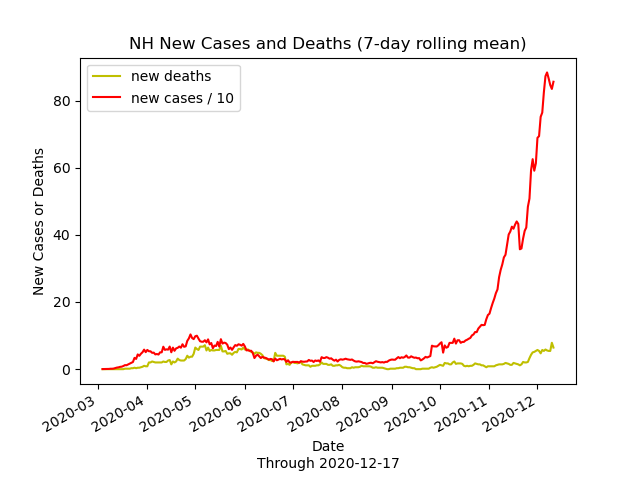 NH New Cases and Deaths (7-day rolling mean)
new deaths
new cases / 10
80
60
40
20
0
New Cases or Deaths
2020-03
2020-04
2020-05
2020-06
2020-07
2020-08
2020-09
2020-10
2020-11
2020-12
Date
Through 2020-12-17